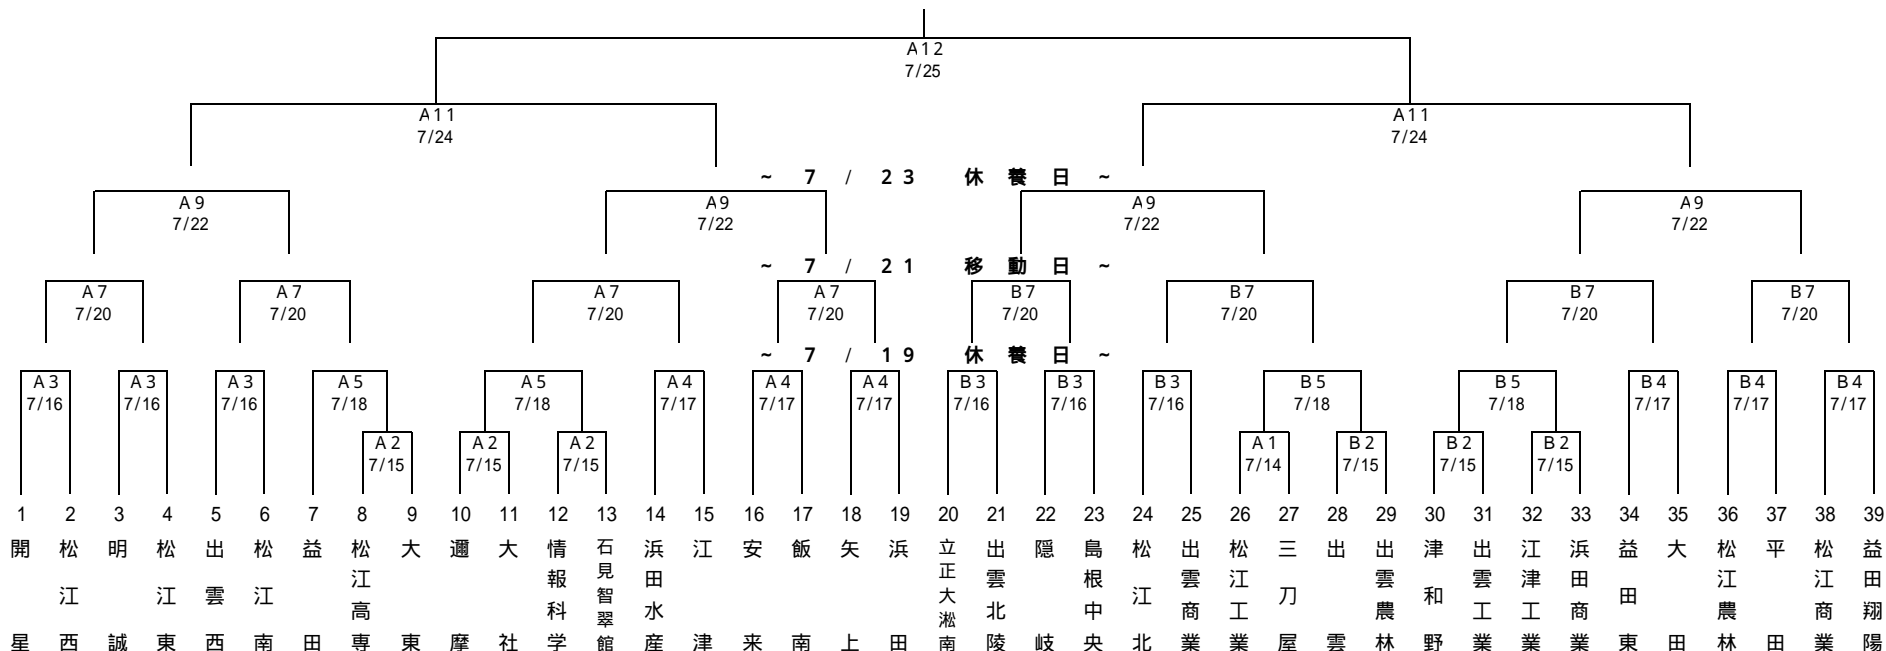 A12
7/25
A11 A11
7/24 7/24
~ 7 / 23 休養日 ~
A9 A9 A9 A9
7/22 7/22 7/22 7/22
~ 7 / 21 移動日 ~
A7 A7 A7 A7 B7 B7 B7 B7
7/20 7/20 7/20 7/20 7/20 7/20 7/20 7/20
~ 7 / 19 休養日 ~
A3 A3 A3 A5 A5 A4 A4 A4 B3 B3 B3 B5 B5 B4 B4 B4
7/16 7/16 7/16 7/18 7/18 7/17 7/17 7/17 7/16 7/16 7/16 7/18 7/18 7/17 7/17 7/17
A2 A2 A2 A1 B2 B2 B2
7/15 7/15 7/15 7/14 7/15 7/15 7/15
1 2 3 4 5 6 7 8 9 10 11 12 13 14 15 16 17 18 19 20 21 22 23 24 25 26 27 28 29 30 31 32 33 34 35 36 37 38 39
開星
松江西
明誠
松江東
出雲西
松江南
益田
松江高専
大東
邇摩
大社
情報科学
石見智翠館
浜田水産
江津
安来
飯南
矢上
浜田
立正大淞南
出雲北陵
隠岐
島根中央
松江北
出雲商業
松江工業
三刀屋
出雲
出雲農林
津和野
出雲工業
江津工業
浜田商業
益田東
大田
松江農林
平田
松江商業
益田翔陽